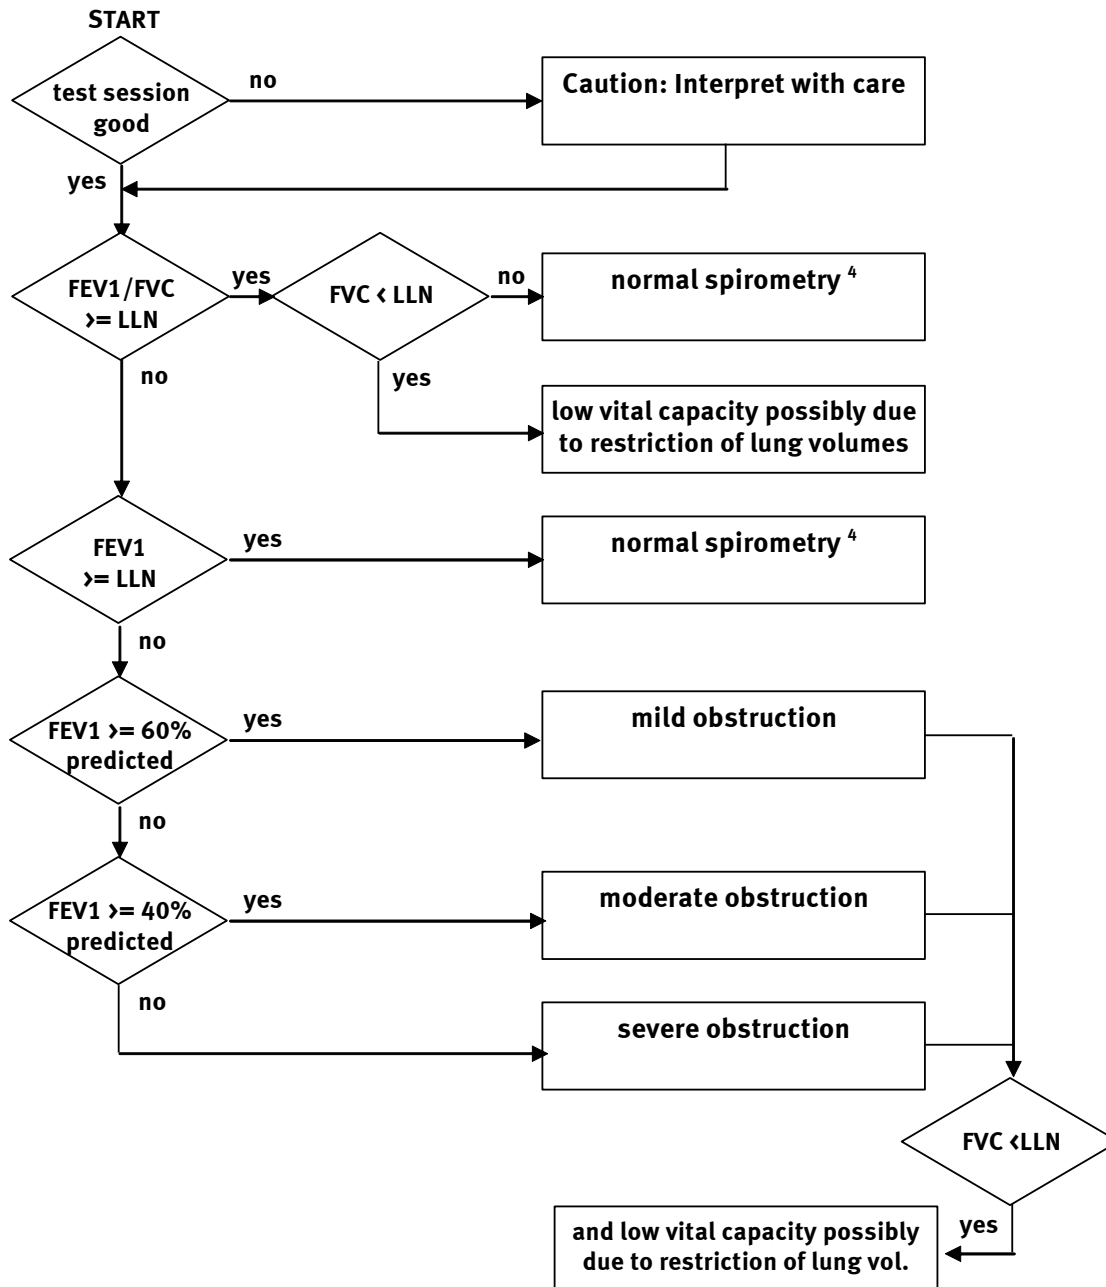 START
test session
good
no
Caution: Interpret with care
yes
FEV1/FVC
>= LLN
yes
FVC < LLN
no
normal spirometry 4
no
yes
low vital capacity possibly due
to restriction of lung volumes
FEV1
>= LLN
yes
normal spirometry 4
no
FEV1 >= 60%
predicted
yes
mild obstruction
no
FEV1 >= 40%
predicted
yes
moderate obstruction
no
severe obstruction
FVC <LLN
yes
and low vital capacity possibly
due to restriction of lung vol.